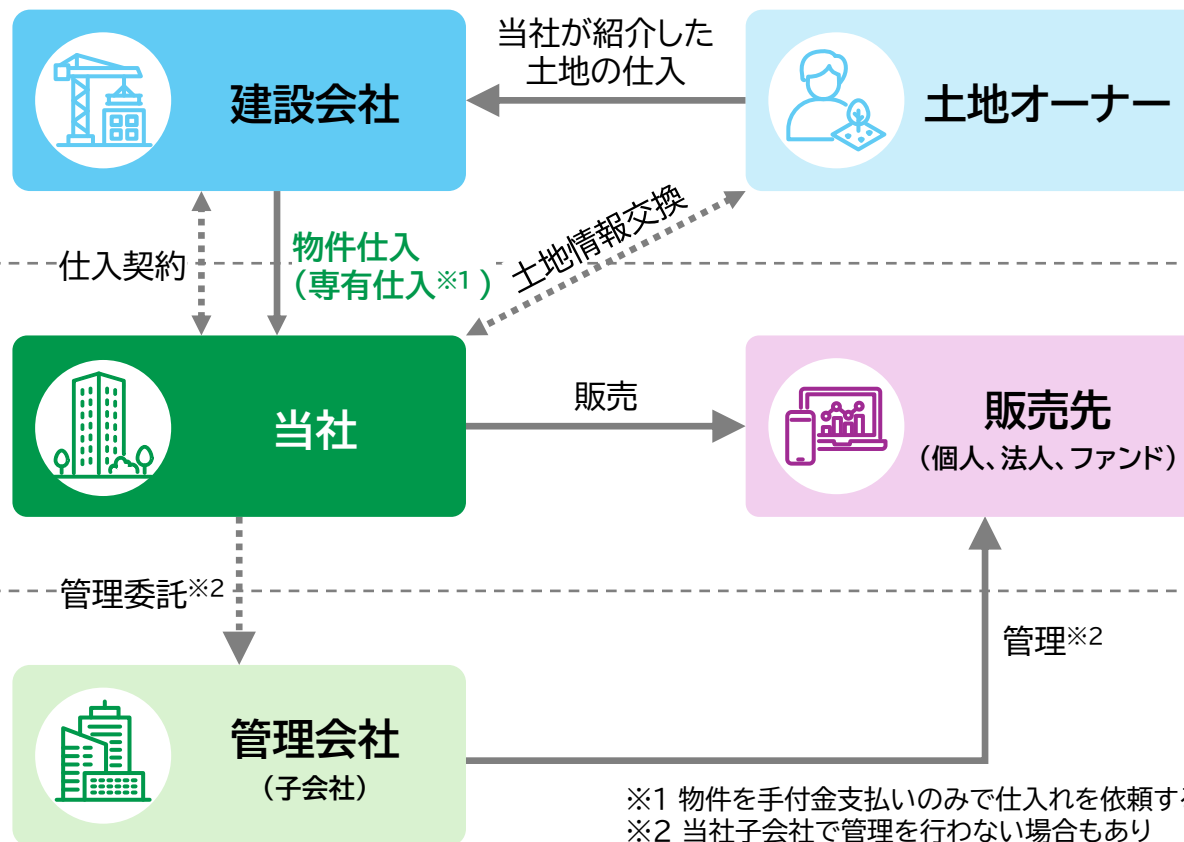 当社が紹介した
土地の仕入
建設会社
土地オーナー
仕入契約
物件仕入
（専有仕入※1）
土地情報交換
当社
販売
販売先
（個人、法人、ファンド）
管理委託※2
管理※2
管理会社
（子会社）
※1 物件を手付金支払いのみで仕入れを依頼す
※2 当社子会社で管理を行わない場合もあり